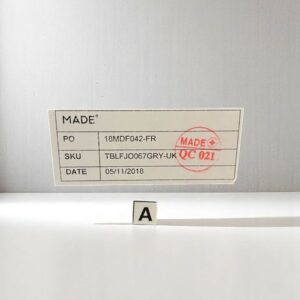 MADE
PO 18MDF042-FR
SKU TBLFJO067GRY-UK
DATE 05/11/2018
MADE
QC 021
A